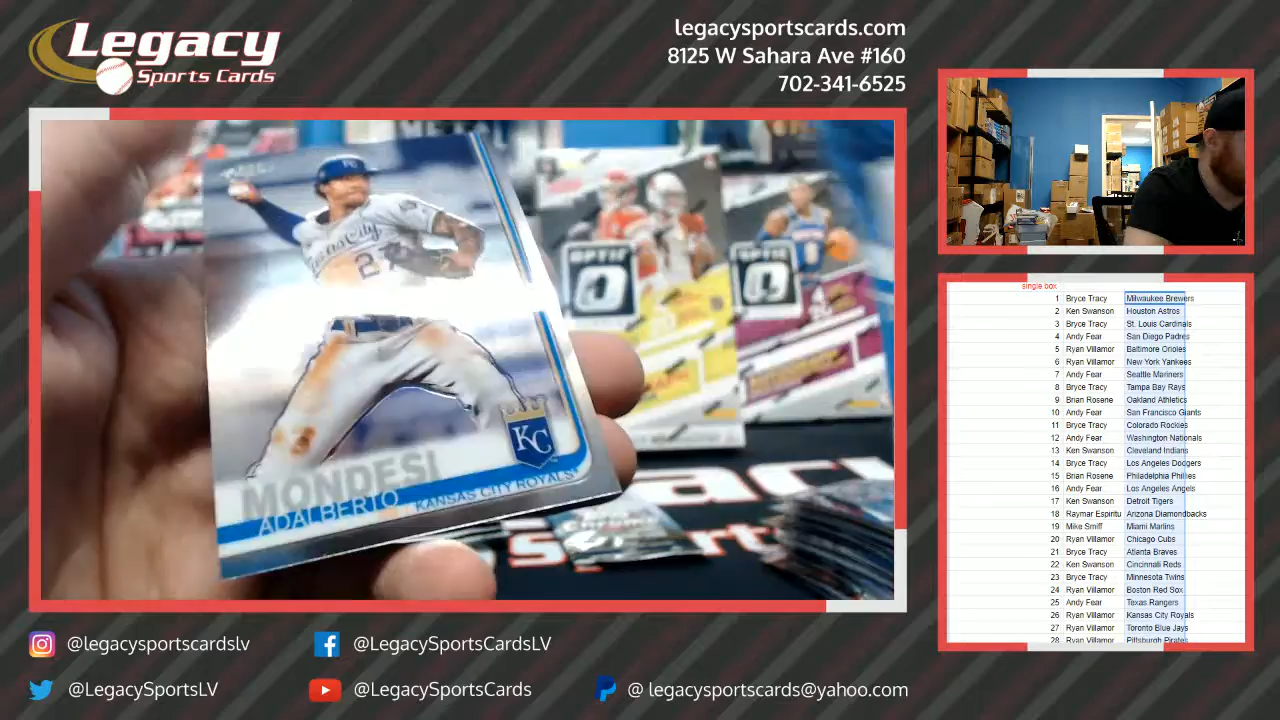 Legacy
Sports Cards
legacysportscards.com
8125 W Sahara Ave #160
702-341-6525
KC
27
OPTIC
OPTIC
KC
MONDESI
ADALBERTO
KANSAS CITY ROYALS
single box
1 Bryce Tracy Milwaukee Brewers
2 Ken Swanson Houston Astros
3 Bryce Tracy St. Louis Cardinals
4 Andy Fear San Diego Padres
5 Ryan Villamor Baltimore Orioles
6 Ryan Villamor New York Yankees
7 Andy Fear Seattle Mariners
8 Bryce Tracy Tampa Bay Rays
9 Brian Rosene Oakland Athletics
10 Andy Fear San Francisco Giants
11 Bryce Tracy Colorado Rockies
12 Andy Fear Washington Nationals
13 Ken Swanson Cleveland Indians
14 Bryce Tracy Los Angeles Dodgers
15 Brian Rosene Philadelphia Phillies
16 Andy Fear Los Angeles Angels
17 Ken Swanson Detroit Tigers
18 Raymar Espiritu Arizona Diamondbacks
19 Mike Smiff Miami Marlins
20 Ryan Villamor Chicago Cubs
21 Bryce Tracy Atlanta Braves
22 Ken Swanson Cincinnati Reds
23 Bryce Tracy Minnesota Twins
24 Ryan Villamor Boston Red Sox
25 Andy Fear Texas Rangers
26 Ryan Villamor Kansas City Royals
27 Ryan Villamor Toronto Blue Jays
28 Ryan Villamor Pittsburgh Pirates
@legacysportscardslv
@LegacySportsCardsLV
@LegacySportsLV
@LegacySportsCards
@ legacysportscards@yahoo.com